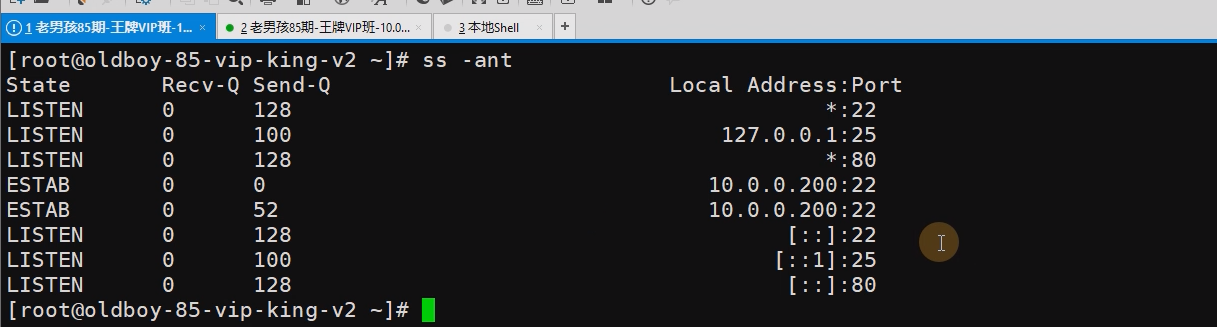 1 老男孩85期-王牌VIP班-1... × 2 老男孩85期-王牌VIP班-10.0... × 3 本地Shell × +
[root@oldboy-85-vip-king-v2 ~]# ss -ant
State Recv-Q Send-Q Local Address:Port
LISTEN 0 128 *:22
LISTEN 0 100 127.0.0.1:25
LISTEN 0 128 *:80
ESTAB 0 0 10.0.0.200:22
ESTAB 0 52 10.0.0.200:22
LISTEN 0 128 [::]:22
LISTEN 0 100 [::1]:25
LISTEN 0 128 [::]:80
[root@oldboy-85-vip-king-v2 ~]#